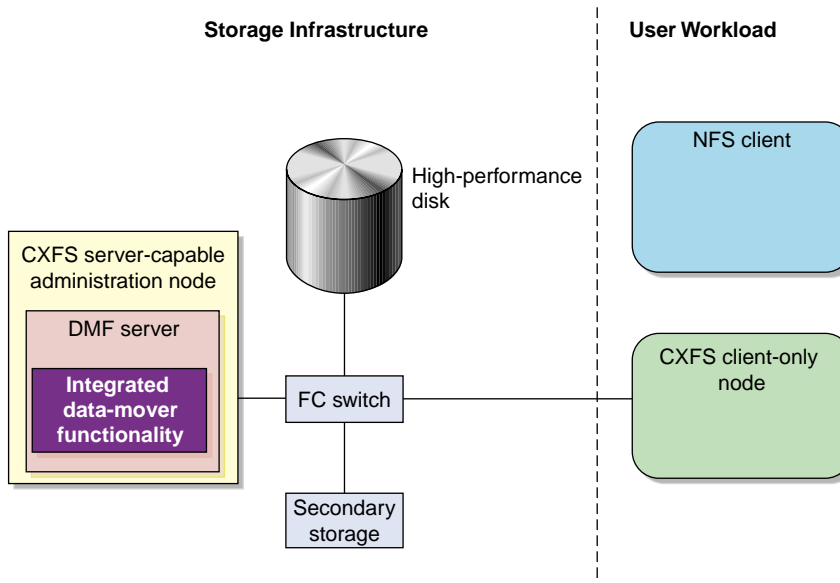 Storage Infrastructure
User Workload
NFS client
High-performance
disk
CXFS server-capable
administration node
DMF server
Integrated
data-mover
functionality
FC switch
CXFS client-only
node
Secondary
storage